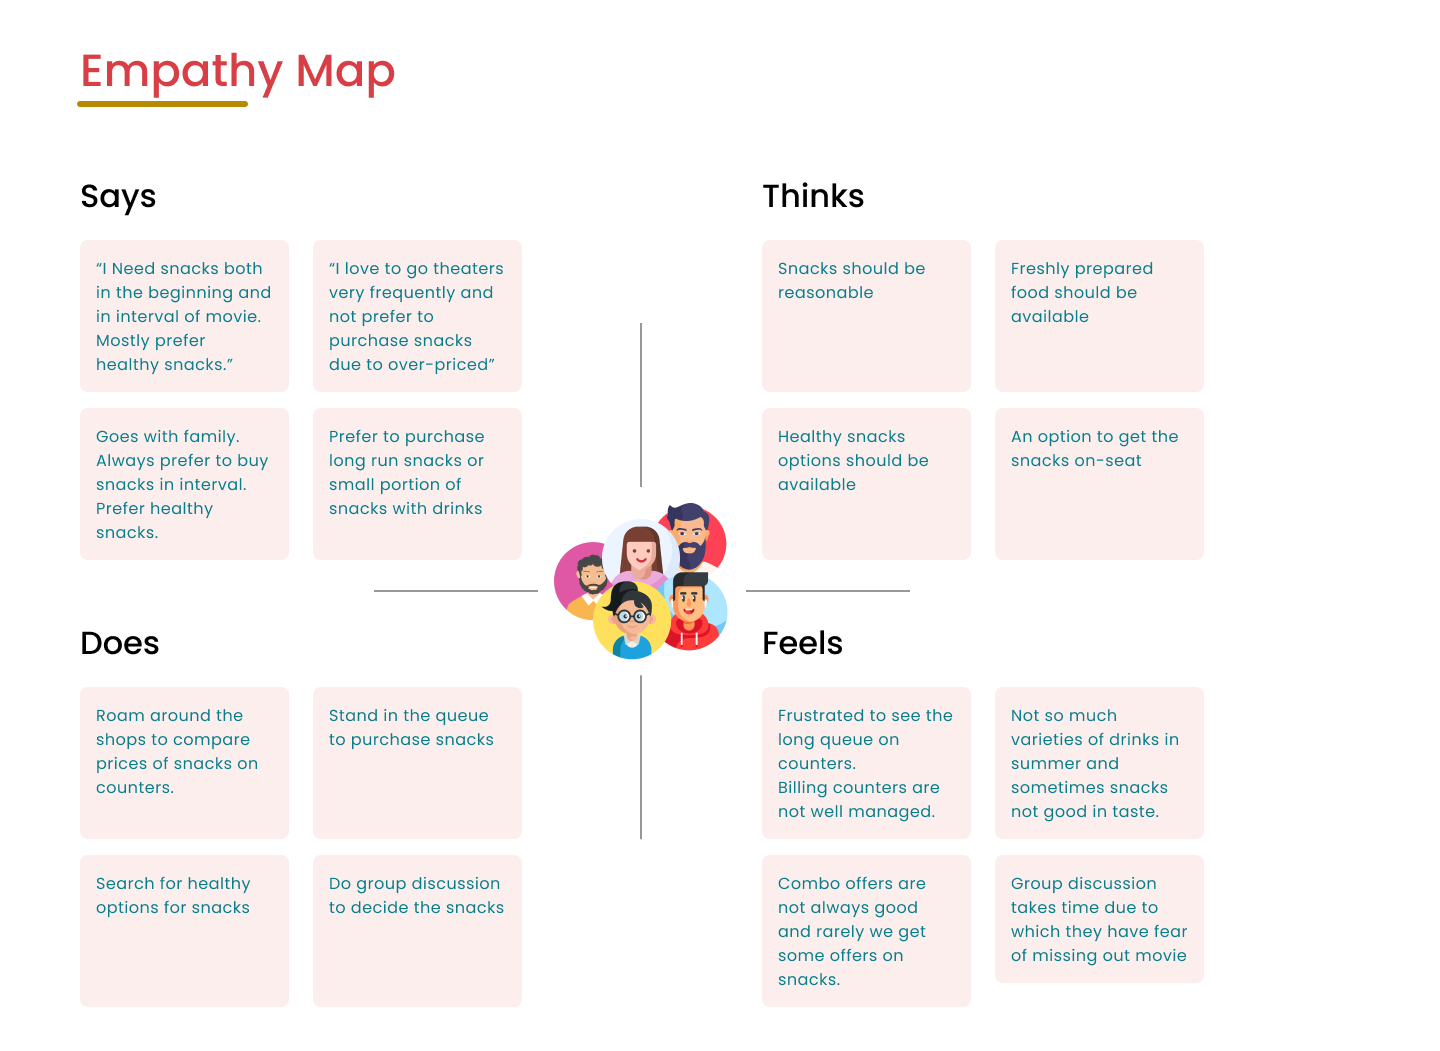 Empathy Map
Says
“I Need snacks both
in the beginning and
in interval of movie.
Mostly prefer
healthy snacks.”
“I love to go theaters
very frequently and
not prefer to
purchase snacks
due to over-priced”
Goes with family.
Always prefer to buy
snacks in interval.
Prefer healthy
snacks.
Prefer to purchase
long run snacks or
small portion of
snacks with drinks
Thinks
Snacks should be
reasonable
Freshly prepared
food should be
available
Healthy snacks
options should be
available
An option to get the
snacks on-seat
Does
Roam around the
shops to compare
prices of snacks on
counters.
Stand in the queue
to purchase snacks
Search for healthy
options for snacks
Do group discussion
to decide the snacks
Feels
Frustrated to see the
long queue on
counters.
Billing counters are
not well managed.
Not so much
varieties of drinks in
summer and
sometimes snacks
not good in taste.
Combo offers are
not always good
and rarely we get
some offers on
snacks.
Group discussion
takes time due to
which they have fear
of missing out movie